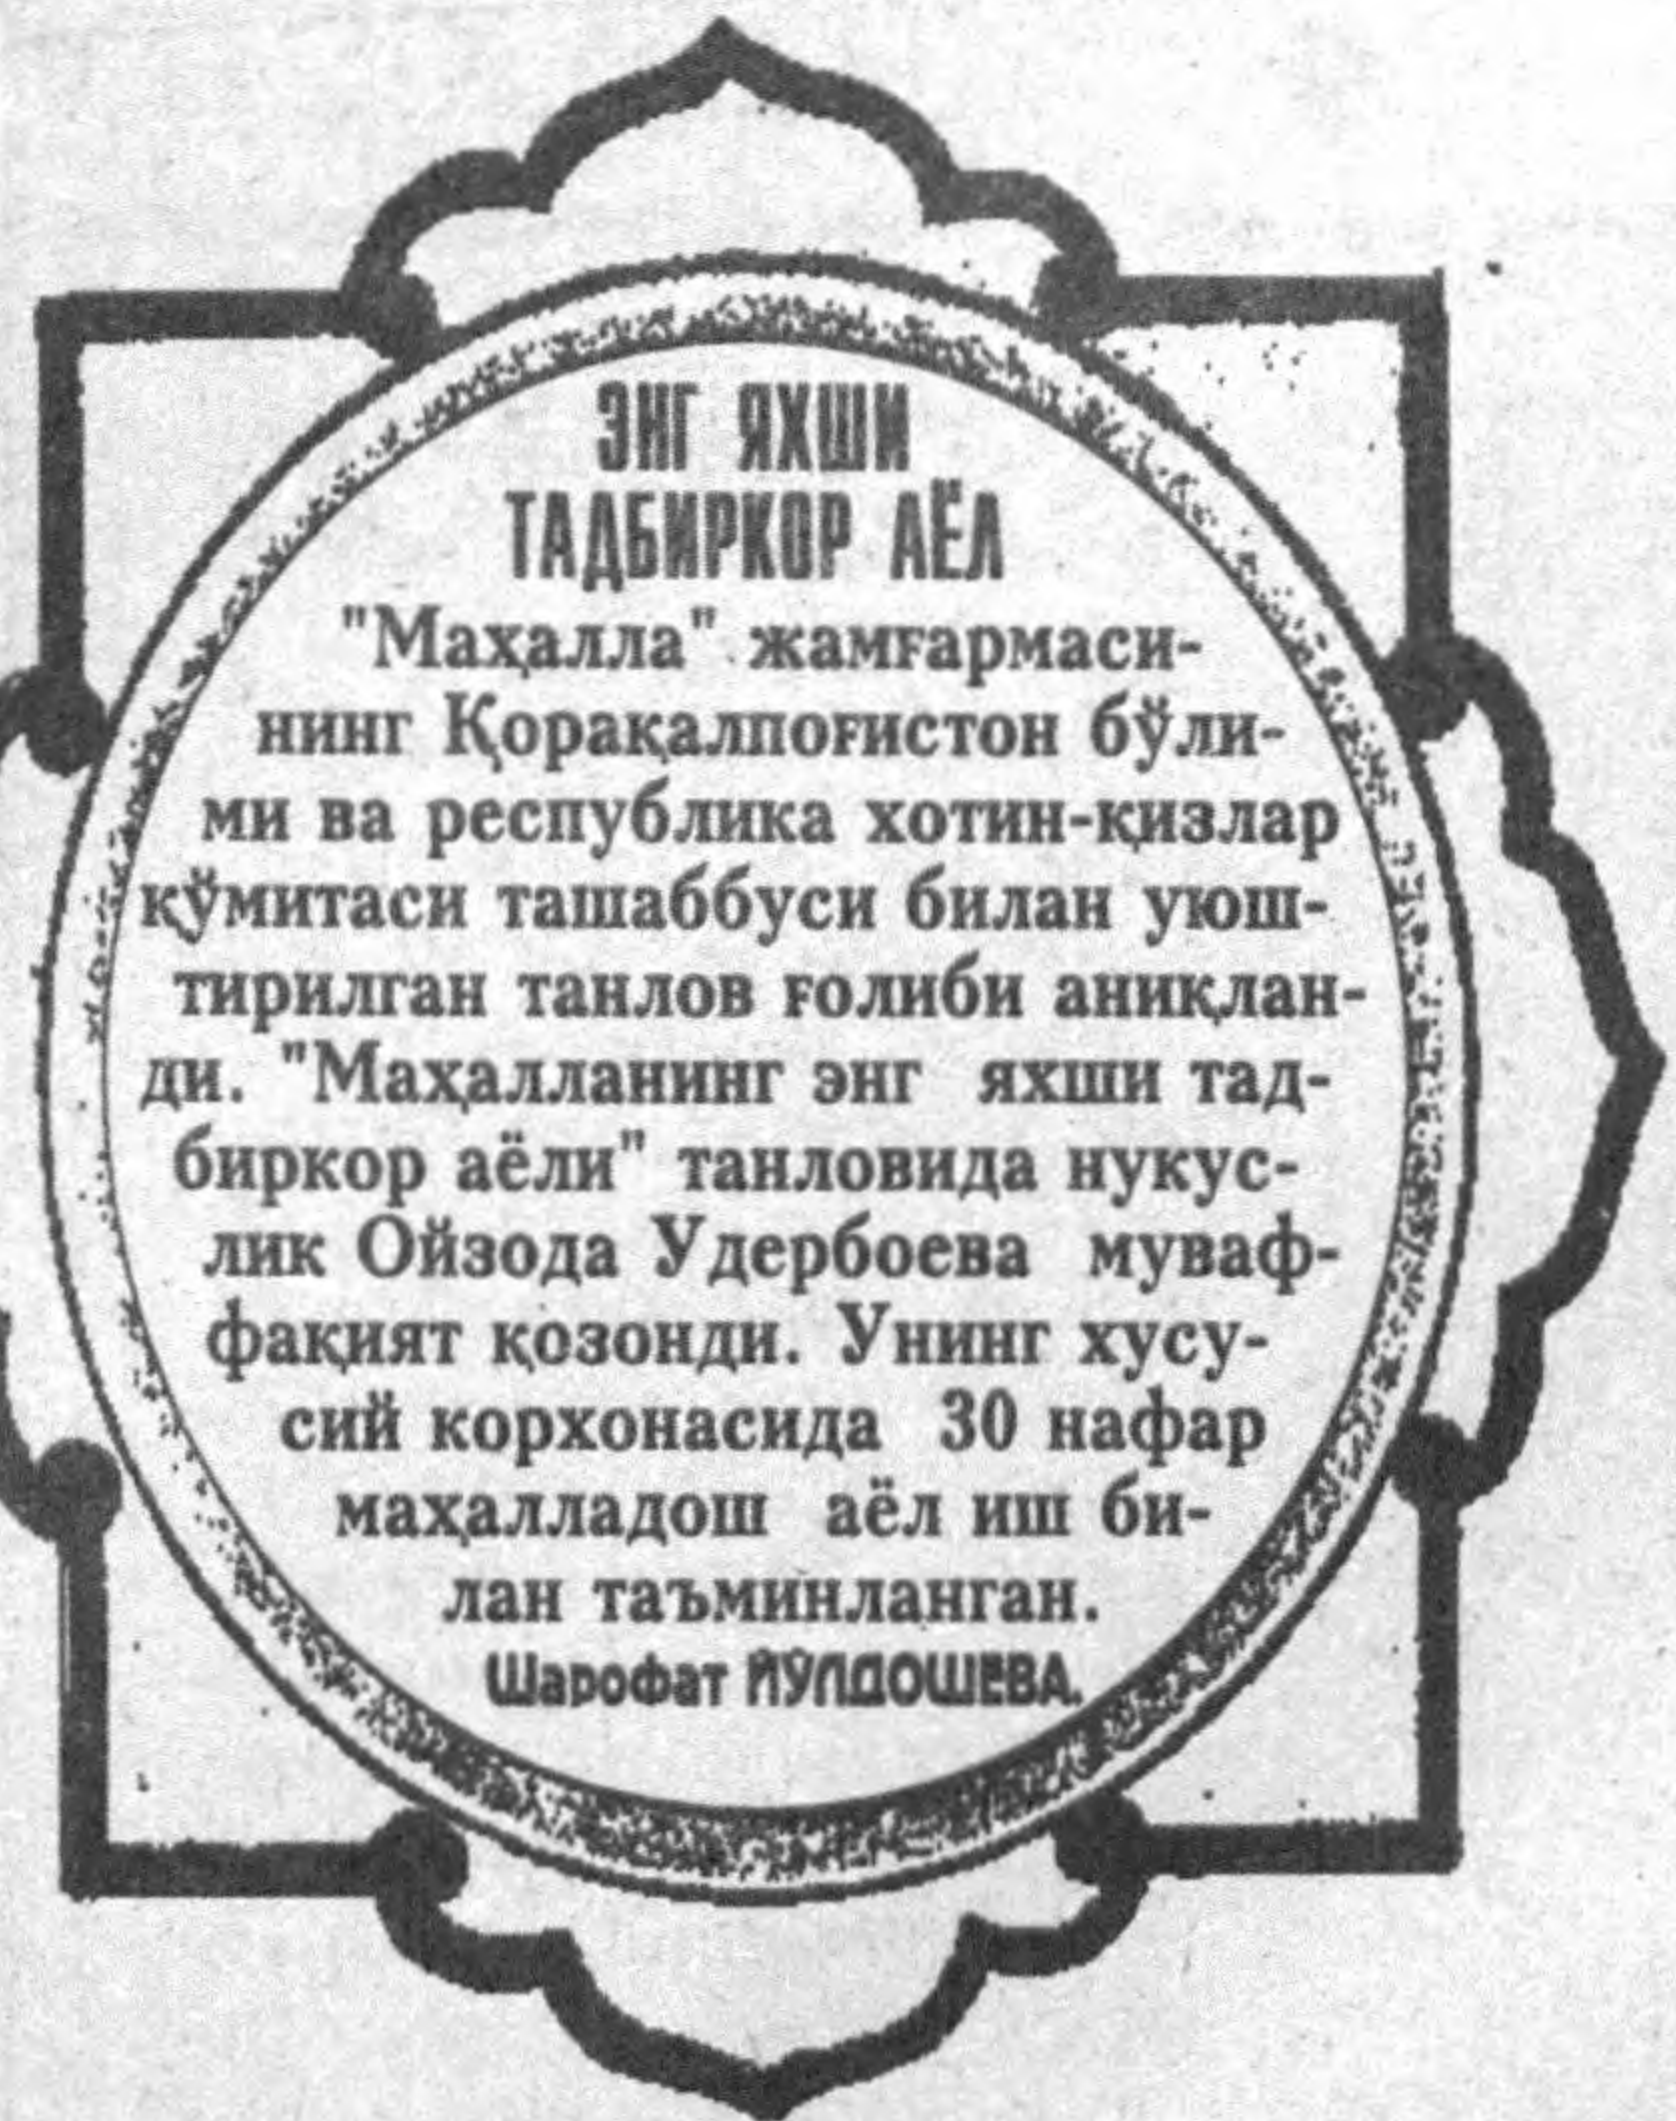 ЭНГ ЯХШИ
ТАДБИРКОР АЁЛ
"Маҳалла" жамғармаси-
нинг Қорақалпоғистон бўли-
ми ва республика хотин-қизлар
қўмитаси ташаббуси билан уюш-
тирилган танлов ғолиби аниқлан-
ди. "Маҳалланинг энг яхши тад-
биркор аёли" танловида нукус-
лик Ойзода Удербоева муваф-
фақият қозонди. Унинг хусу-
сий корхонасида 30 нафар
маҳалладош аёл иш би-
лан таъминланган.
Шарофат ЙЎЛДОШЕВА.